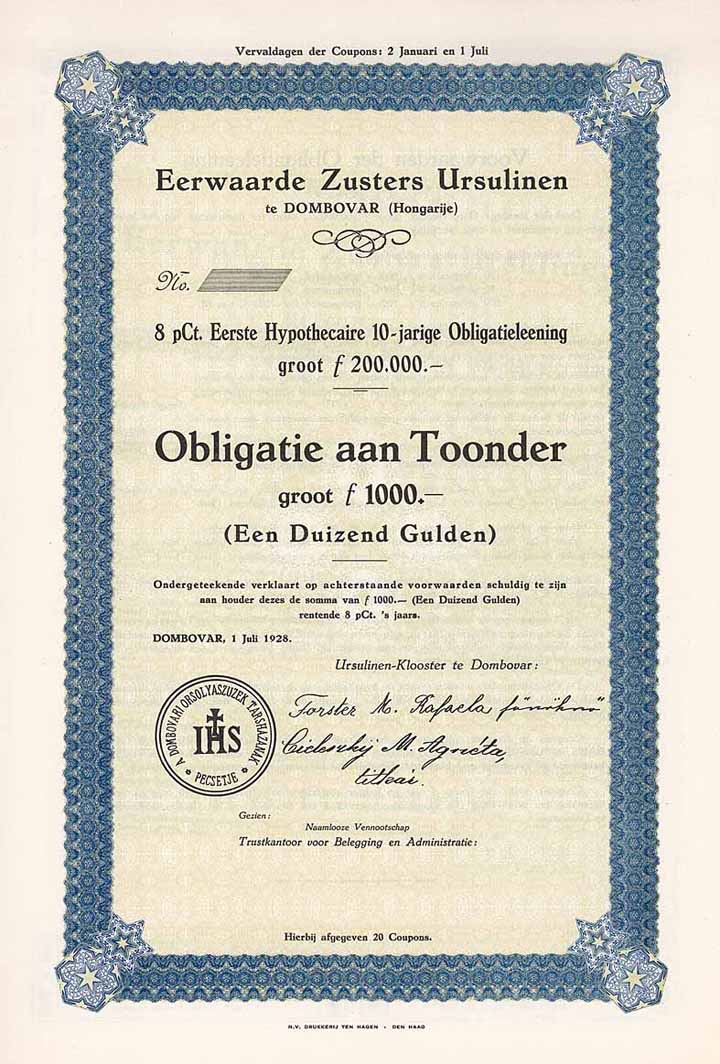 Vervaldagen der Coupons: 2 Januari en 1 Juli
Eerwaarde Zusters Ursulinen
te DOMBOVAR (Hongarije)
No.
8 pCt. Eerste Hypothecaire 10-jarige Obligatieleening
groot ƒ 200.000.—
Obligatie aan Toonder
groot ƒ 1000.—
(Een Duizend Gulden)
Ondergeteekende verklaart op achterstaande voorwaarden schuldig te zijn
aan houder dezes de somma van ƒ 1000.— (Een Duizend Gulden)
rentende 8 pCt. 's jaars.
DOMBOVAR, 1 Juli 1928.
Ursulinen-Klooster te Dombovar:
A DOMBOVARI ORSOLYASZUZEK TARSHAZANAK
IHS
PECSETJE
Forster M. Rafaela főnöknő
M. Agnéta,
Gezien:
Naamlooze Vennootschap
Trustkantoor voor Belegging en Administratie:
Hierbij afgegeven 20 Coupons.
N.V. DRUKKERIJ TEN HAGEN - DEN HAAG